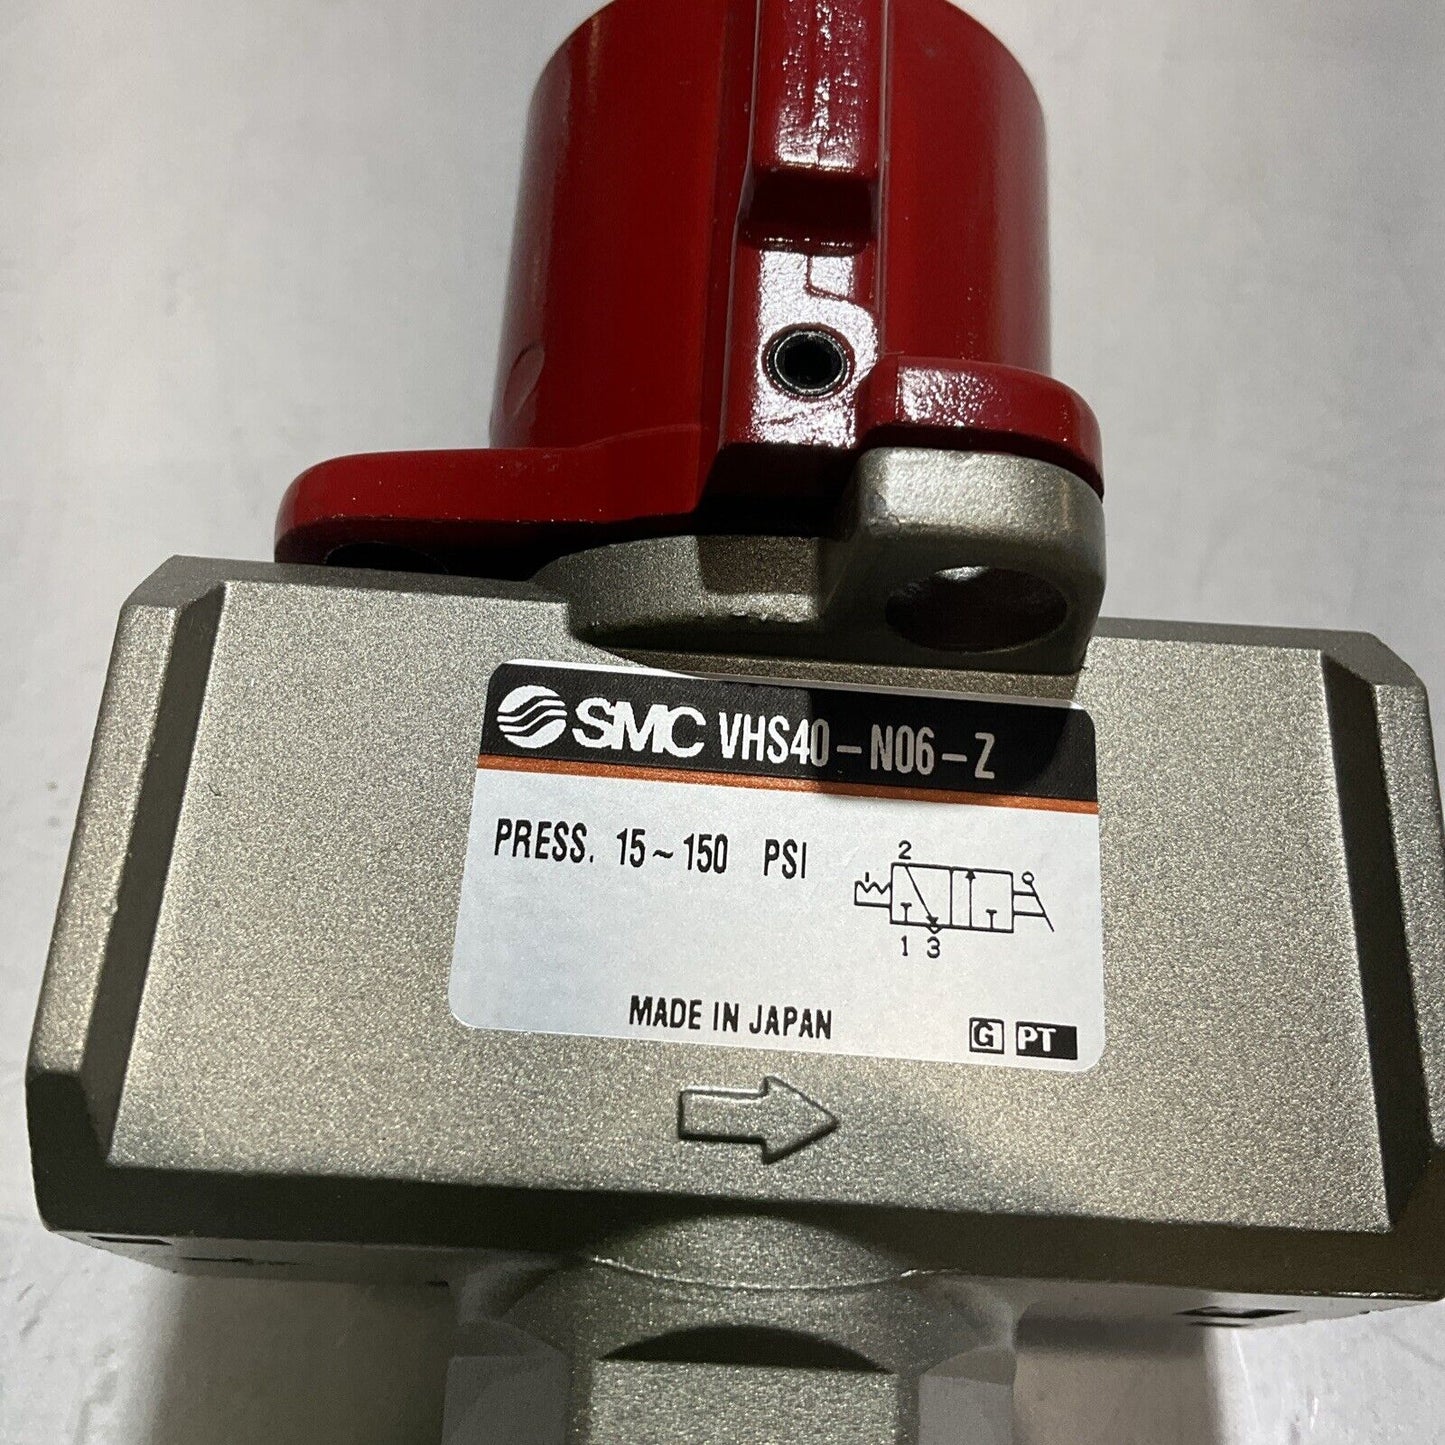 SMC VHS40-N06-Z
PRESS. 15~150 PSI
2
1 3
MADE IN JAPAN
G PT